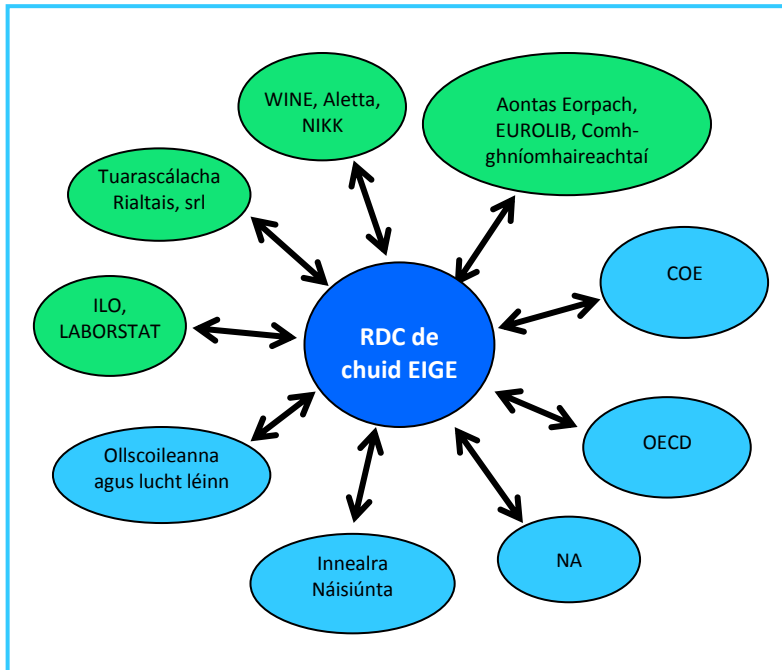 WINE, Aletta,
NIKK
Aontas Eorpach,
EUROLIB, Comh-
ghníomhaireachtaí
Tuarascálacha
Rialtais, srl
COE
ILO,
LABORSTAT
RDC de
chuid EIGE
OECD
Ollscoileanna
agus lucht léinn
NA
Innealra
Náisiúnta